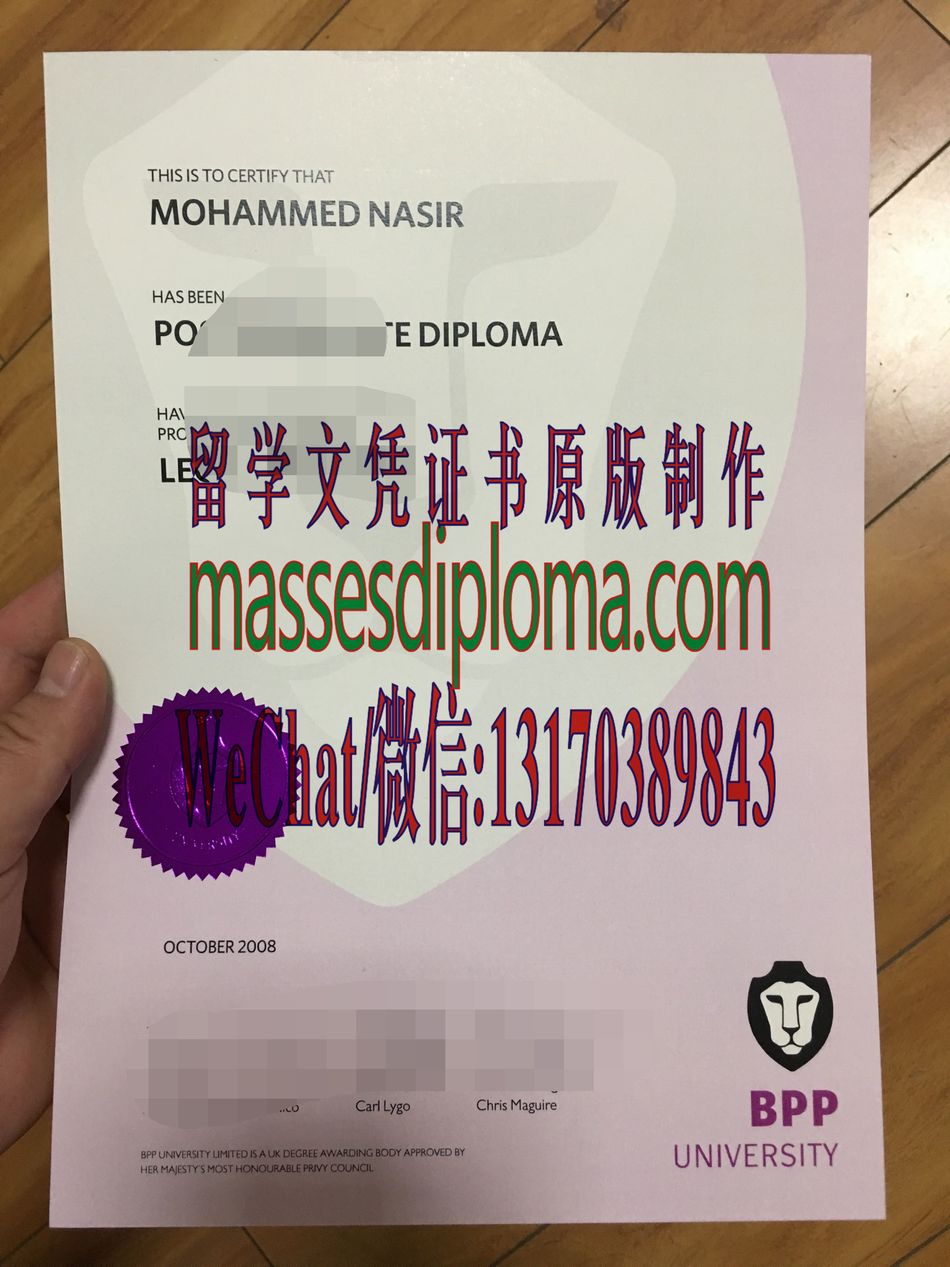 THIS IS TO CERTIFY THAT
MOHAMMED NASIR
HAS BEEN
DIPLOMA
留学文凭证书原版制作
massesdiploma.com
WeChat/微信:13170389843
OCTOBER 2008
Carl Lygo
Chris Maguire
BPP UNIVERSITY LIMITED IS A UK DEGREE AWARDING BODY APPROVED BY
HER MAJESTY'S MOST HONOURABLE PRIVY COUNCIL
BPP
UNIVERSITY